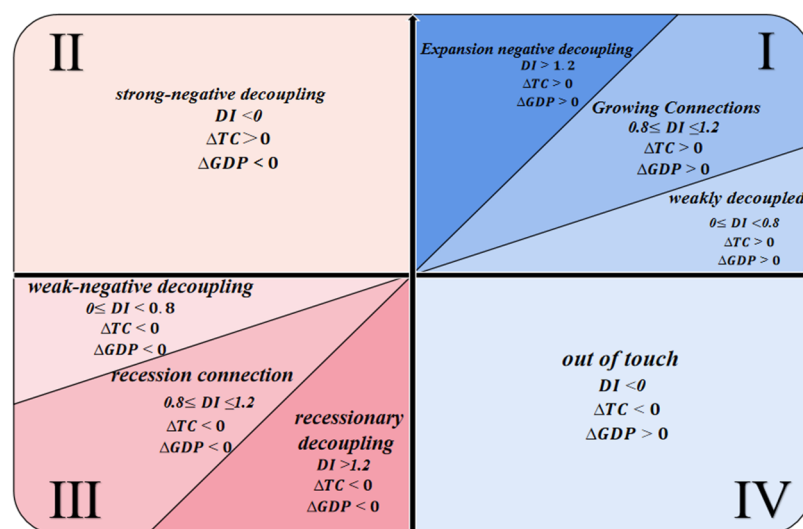 II
strong-negative decoupling
DI <0
ΔTC>0
ΔGDP < 0
I
Expansion negative decoupling
DI > 1.2
ΔTC > 0
ΔGDP > 0
Growing Connections
0.8≤ DI ≤1.2
ΔTC > 0
ΔGDP > 0
weakly decoupled
0≤ DI <0.8
ΔTC > 0
ΔGDP > 0
weak-negative decoupling
0≤ DI < 0.8
ΔTC < 0
ΔGDP < 0
recession connection
0.8≤ DI ≤1.2
ΔTC < 0
ΔGDP < 0
recessionary
decoupling
DI >1.2
ΔTC < 0
ΔGDP < 0
III
out of touch
DI <0
ΔTC < 0
ΔGDP > 0
IV